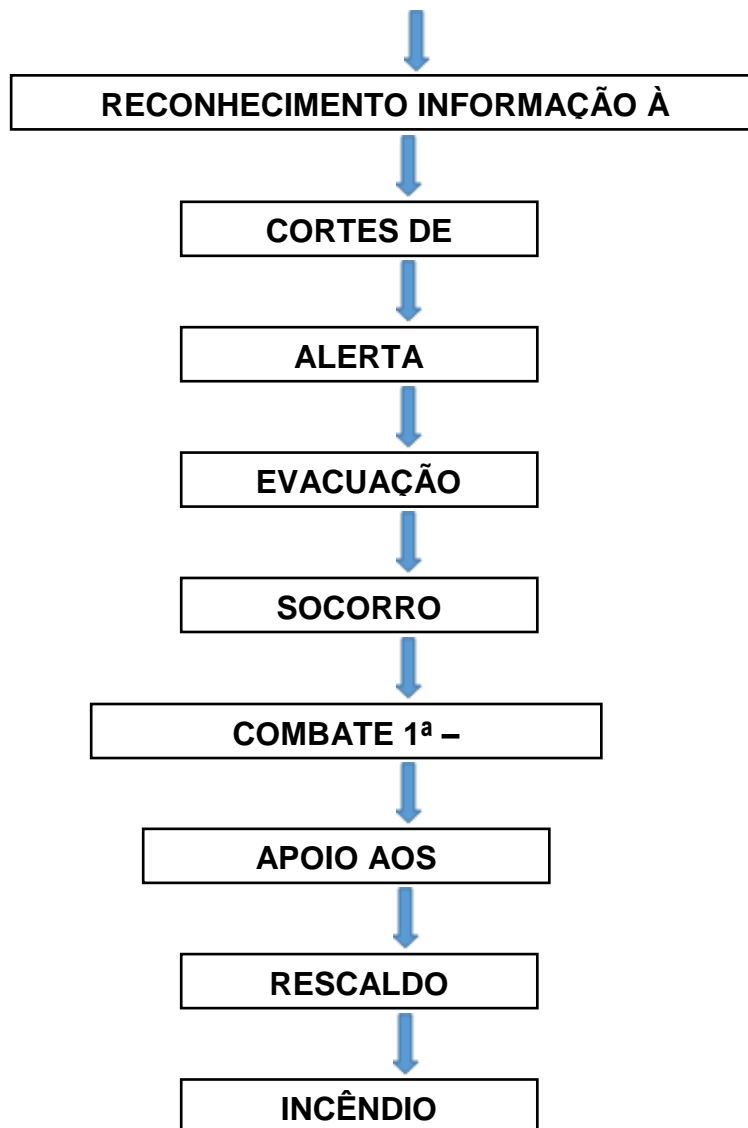 RECONHECIMENTO INFORMAÇÃO À
CORTES DE
ALERTA
EVACUAÇÃO
SOCORRO
COMBATE 1ª –
APOIO AOS
RESCALDO
INCÊNDIO